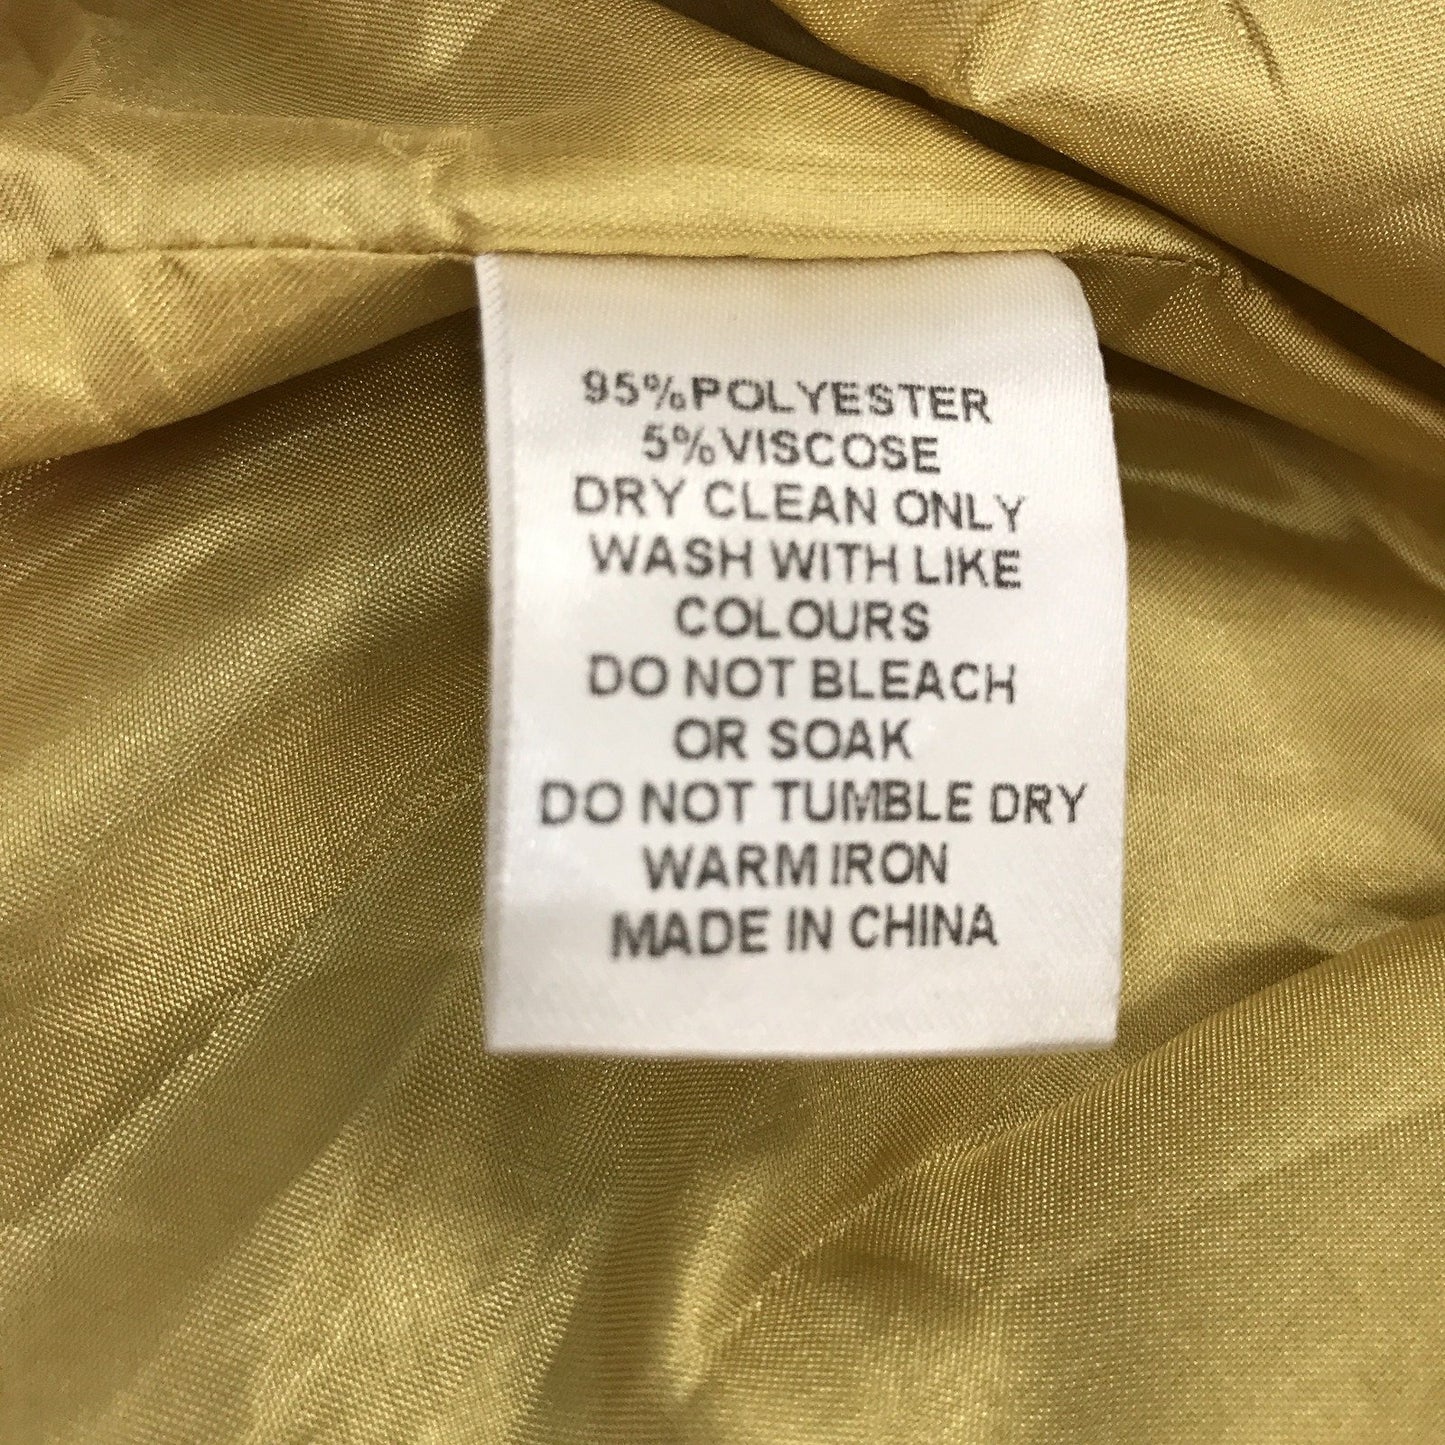 95%POLYESTER
5%VISCOSE
DRY CLEAN ONLY
WASH WITH LIKE
COLOURS
DO NOT BLEACH
OR SOAK
DO NOT TUMBLE DRY
WARM IRON
MADE IN CHINA